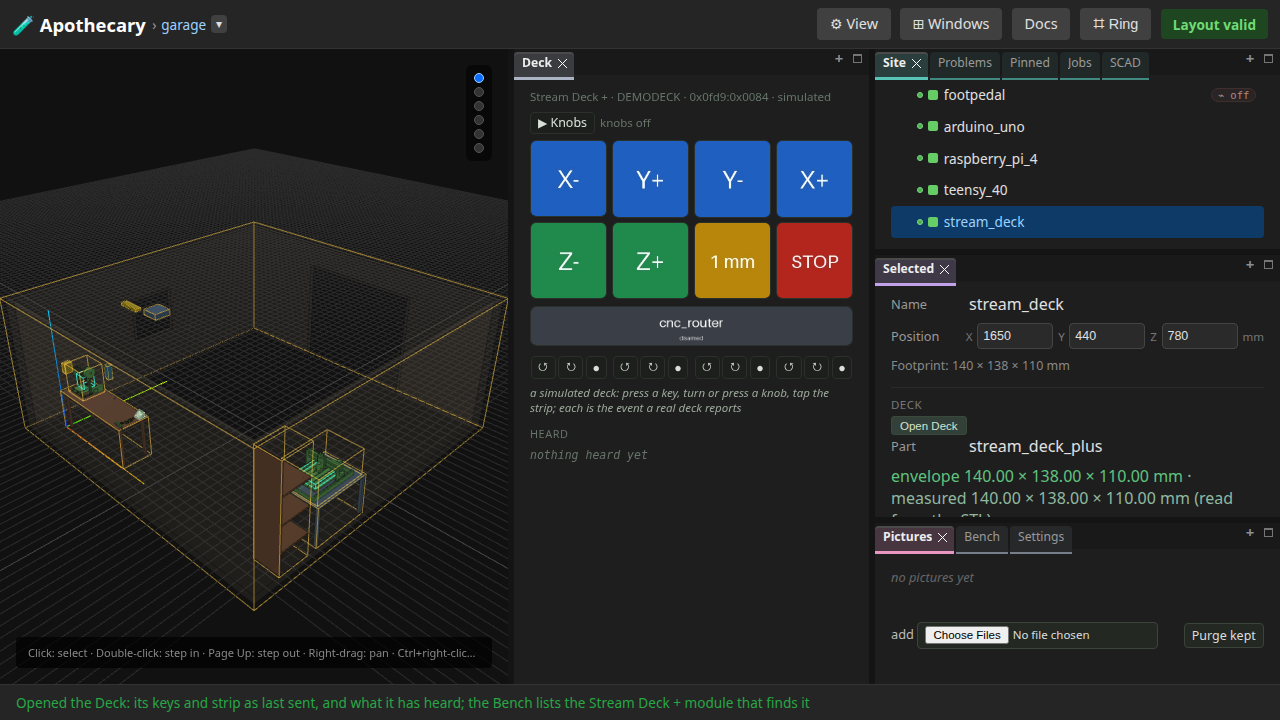 Apothecary › garage ▾
⚙ View
⊞ Windows
Docs
⌗ Ring
Layout valid
Click: select · Double-click: step in · Page Up: step out · Right-drag: pan · Ctrl+right-clic...
Deck
Stream Deck + · DEMODECK · 0x0fd9:0x0084 · simulated
▶ Knobs knobs off
X- Y+ Y- X+
Z- Z+ 1 mm STOP
cnc_router
disarmed
↺ ↻ ● ↺ ↻ ● ↺ ↻ ● ↺ ↻ ●
a simulated deck: press a key, turn or press a knob, tap the
strip; each is the event a real deck reports
HEARD
nothing heard yet
Site Problems Pinned Jobs SCAD
footpedal ⌁ off
arduino_uno
raspberry_pi_4
teensy_40
stream_deck
Selected
Name stream_deck
Position X 1650 Y 440 Z 780 mm
Footprint: 140 × 138 × 110 mm
DECK
Open Deck
Part stream_deck_plus
envelope 140.00 × 138.00 × 110.00 mm ·
measured 140.00 × 138.00 × 110.00 mm (read
Pictures Bench Settings
no pictures yet
add Choose Files No file chosen
Purge kept
Opened the Deck: its keys and strip as last sent, and what it has heard; the Bench lists the Stream Deck + module that finds it